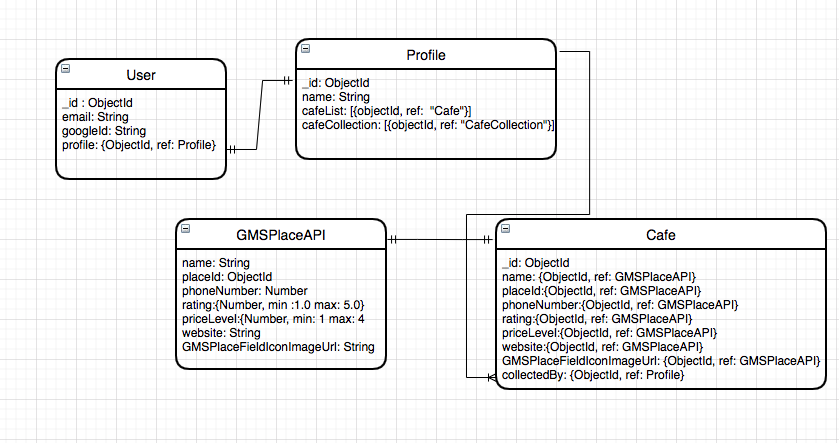 User
_id : ObjectId
email: String
googleId: String
profile: {ObjectId, ref: Profile}
Profile
_id: ObjectId
name: String
cafeList: [{objectId, ref: "Cafe"}]
cafeCollection: [{objectId, ref: "CafeCollection"}]
GMSPlaceAPI
name: String
placeId: ObjectId
phoneNumber: Number
rating:{Number, min :1.0 max: 5.0}
priceLevel:{Number, min: 1 max: 4
website: String
GMSPlaceFieldIconImageUrl: String
Cafe
_id: ObjectId
name: {ObjectId, ref: GMSPlaceAPI}
placeId:{ObjectId, ref: GMSPlaceAPI}
phoneNumber:{ObjectId, ref: GMSPlaceAPI}
rating:{ObjectId, ref: GMSPlaceAPI}
priceLevel:{ObjectId, ref: GMSPlaceAPI}
website:{ObjectId, ref: GMSPlaceAPI}
GMSPlaceFieldIconImageUrl: {ObjectId, ref: GMSPlaceAPI}
collectedBy: {ObjectId, ref: Profile}